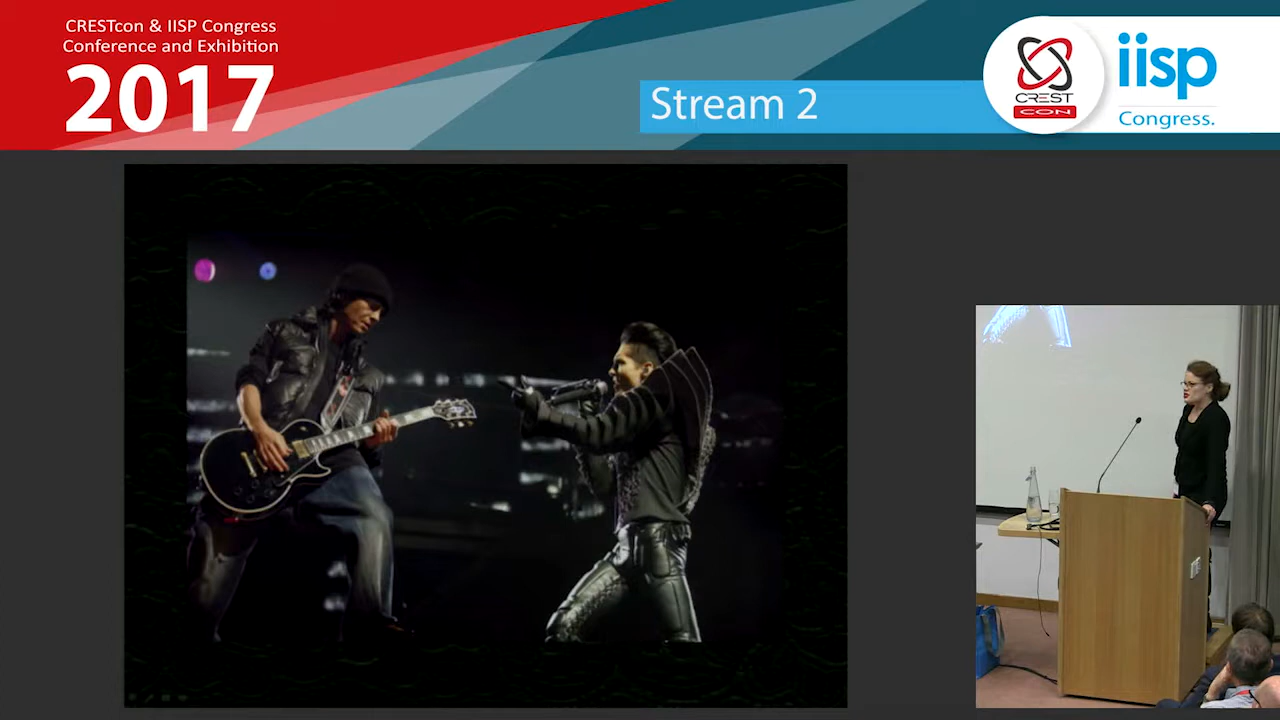 CRESTcon & IISP Congress
Conference and Exhibition
2017
Stream 2
CREST
CON
iisp
Congress.